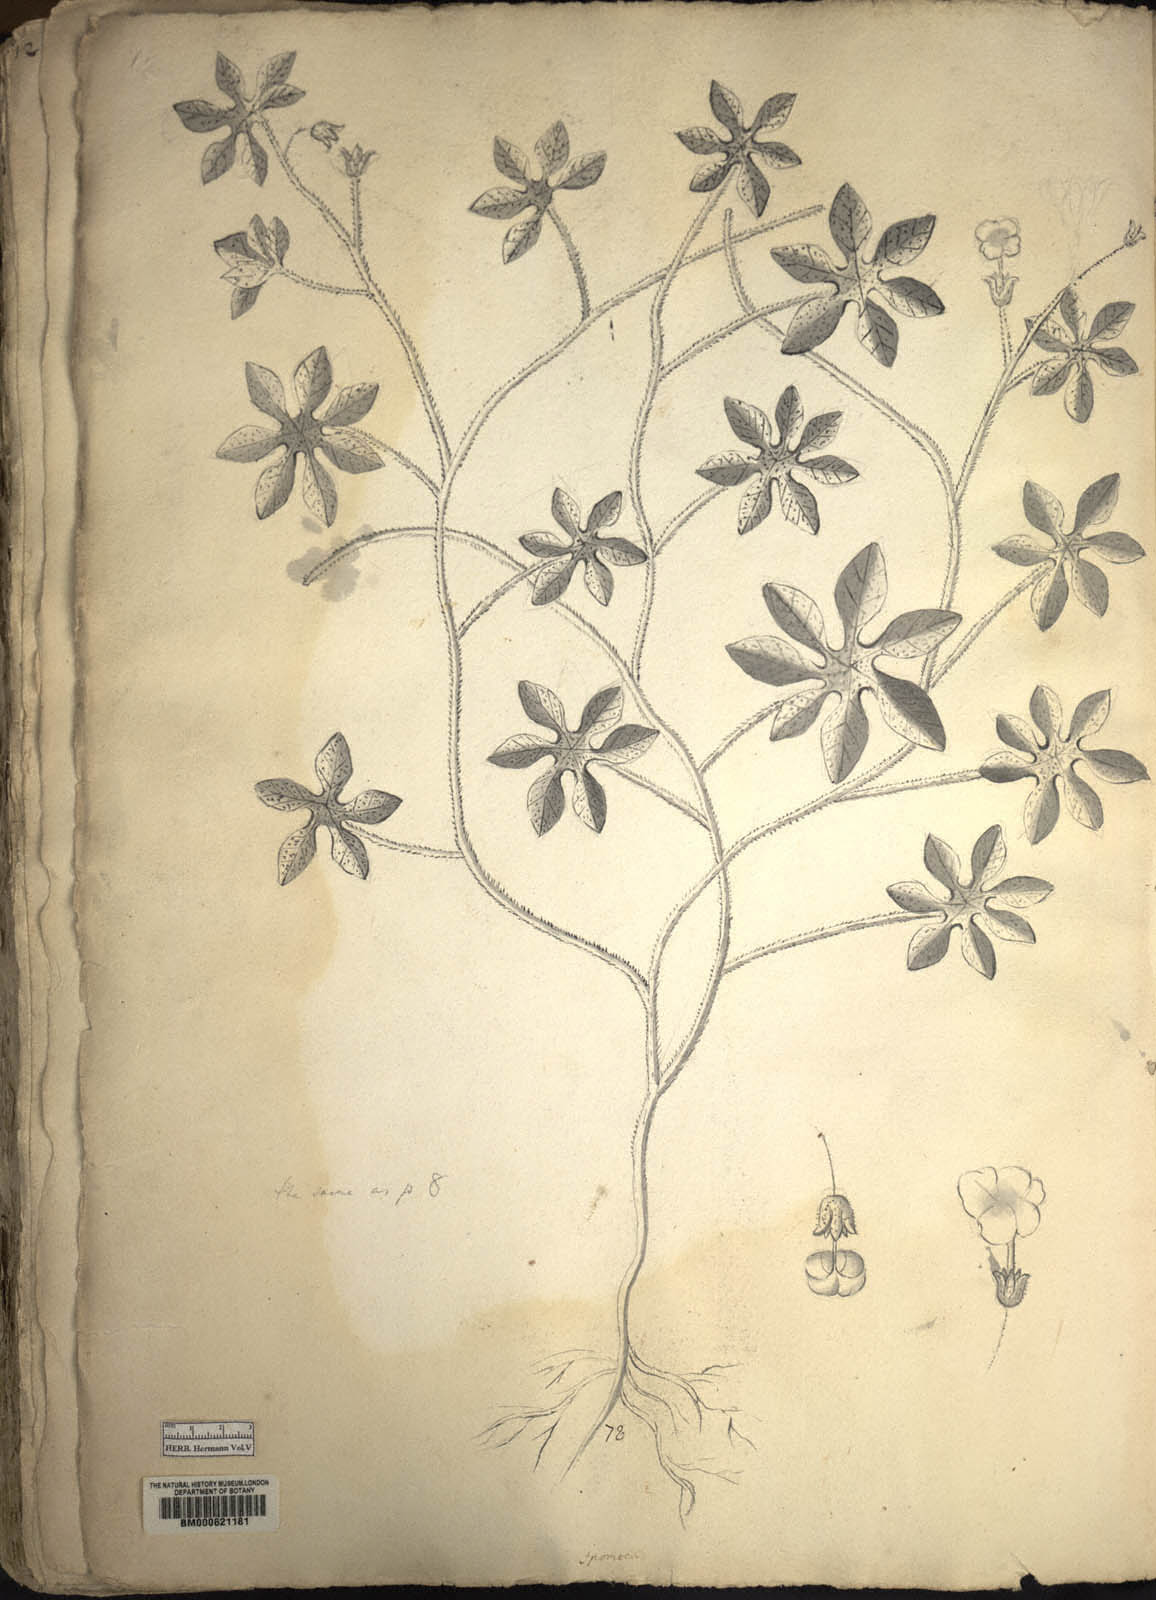 12
the same as p 8
78
HERB. Hermann Vol.V
THE NATURAL HISTORY MUSEUM, LONDON
DEPARTMENT OF BOTANY
BM000621181
Ipomoea